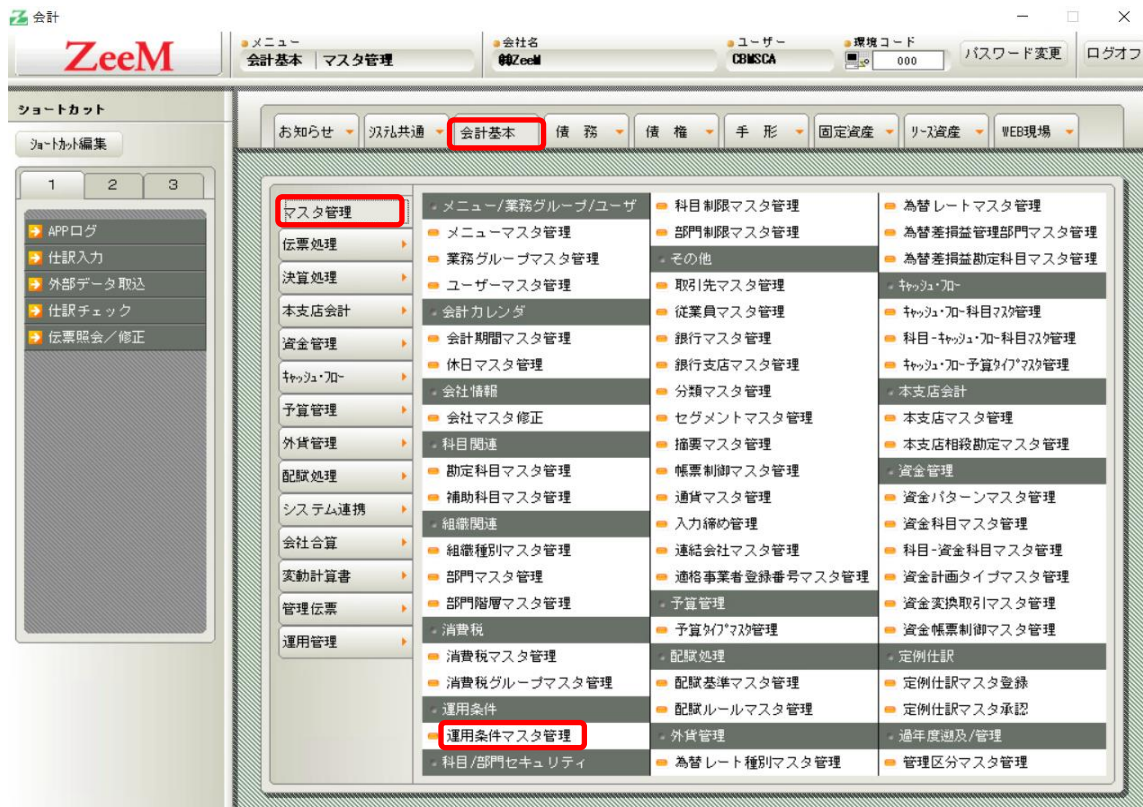 会計
ZeeM
メニュー
会計基本 マスタ管理
会社名
ZeeM
ユーザー
CBMSCA
環境コード
000
パスワード変更
ログオフ
ショートカット
ショートカット編集
1 2 3
APPログ
仕訳入力
外部データ取込
仕訳チェック
伝票照会／修正
お知らせ
システム共通
会計基本
債 務
債 権
手 形
固定資産
リース資産
WEB現場
マスタ管理
伝票処理
決算処理
本支店会計
資金管理
キャッシュ・フロー
予算管理
外貨管理
配賦処理
システム連携
会社合算
変動計算書
管理伝票
運用管理
メニュー/業務グループ/ユーザ
メニューマスタ管理
業務グループマスタ管理
ユーザーマスタ管理
会計カレンダ
会計期間マスタ管理
休日マスタ管理
会社情報
会社マスタ修正
科目関連
勘定科目マスタ管理
補助科目マスタ管理
組織関連
組織種別マスタ管理
部門マスタ管理
部門階層マスタ管理
消費税
消費税マスタ管理
消費税グループマスタ管理
運用条件
運用条件マスタ管理
科目/部門セキュリティ
科目制限マスタ管理
部門制限マスタ管理
その他
取引先マスタ管理
従業員マスタ管理
銀行マスタ管理
銀行支店マスタ管理
分類マスタ管理
セグメントマスタ管理
摘要マスタ管理
帳票制御マスタ管理
通貨マスタ管理
入力締め管理
連結会社マスタ管理
適格事業者登録番号マスタ管理
予算管理
予算タイプマスタ管理
配賦処理
配賦基準マスタ管理
配賦ルールマスタ管理
外貨管理
為替レート種別マスタ管理
為替レートマスタ管理
為替差損益管理部門マスタ管理
為替差損益勘定科目マスタ管理
キャッシュ・フロー
キャッシュ・フロー科目マスタ管理
科目-キャッシュ・フロー科目マスタ管理
キャッシュ・フロー予算タイプマスタ管理
本支店会計
本支店マスタ管理
本支店相殺勘定マスタ管理
資金管理
資金パターンマスタ管理
資金科目マスタ管理
科目-資金科目マスタ管理
資金計画タイプマスタ管理
資金変換取引マスタ管理
資金帳票制御マスタ管理
定例仕訳
定例仕訳マスタ登録
定例仕訳マスタ承認
過年度遡及/管理
管理区分マスタ管理